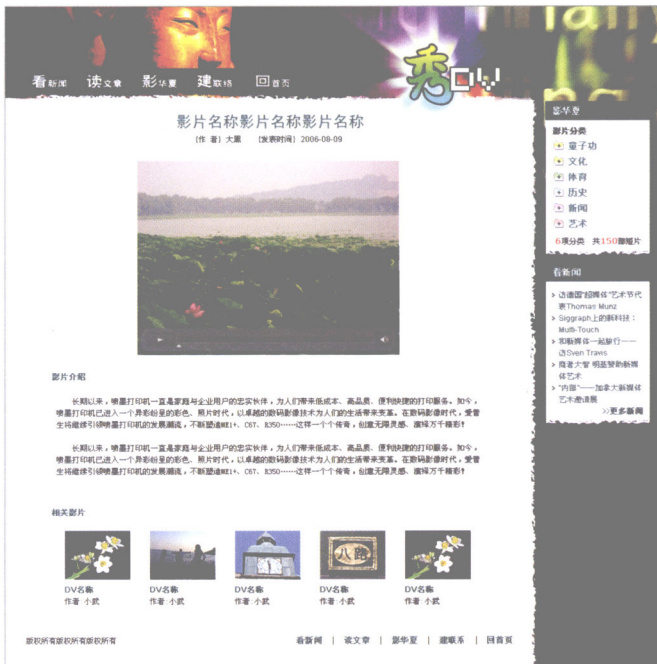 看新闻 读文章 影华夏 建联络 回首页
秀DV
影片名称影片名称影片名称
[作 者] 大熏 [发表时间] 2006-08-09
影片介绍
长期以来，喷墨打印机一直是家庭与企业用户的忠实伙伴，为人们带来低成本、高品质、便利快捷的打印服务。如今，
喷墨打印机已进入一个异彩纷呈的彩色、照片时代，以卓越的数码影像技术为人们的生活带来变革。在数码影像时代，爱普
生将继续引领喷墨打印机的发展潮流，不断塑造ME1+、C67、R350……这样一个个传奇，创意无限灵感、演绎万千精彩！
长期以来，喷墨打印机一直是家庭与企业用户的忠实伙伴，为人们带来低成本、高品质、便利快捷的打印服务。如今，
喷墨打印机已进入一个异彩纷呈的彩色、照片时代，以卓越的数码影像技术为人们的生活带来变革。在数码影像时代，爱普
生将继续引领喷墨打印机的发展潮流，不断塑造ME1+、C67、R350……这样一个个传奇，创意无限灵感、演绎万千精彩！
相关影片
DV名称
作者:小武
DV名称
作者:小武
DV名称
作者:小武
DV名称
作者:小武
DV名称
作者:小武
影华夏
影片分类
童子功
文化
体育
历史
新闻
艺术
6项分类 共150部短片
看新闻
访德国"超媒体"艺术节代
表Thomas Munz
Siggraph上的新科技：
Multi-Touch
和新媒体一起旅行——
访Sven Travis
商者大智 明基赞助新媒
体艺术
"内部"——加拿大新媒体
艺术邀请展
>>更多新闻
版权所有版权所有版权所有
看新闻 | 读文章 | 影华夏 | 建联系 | 回首页